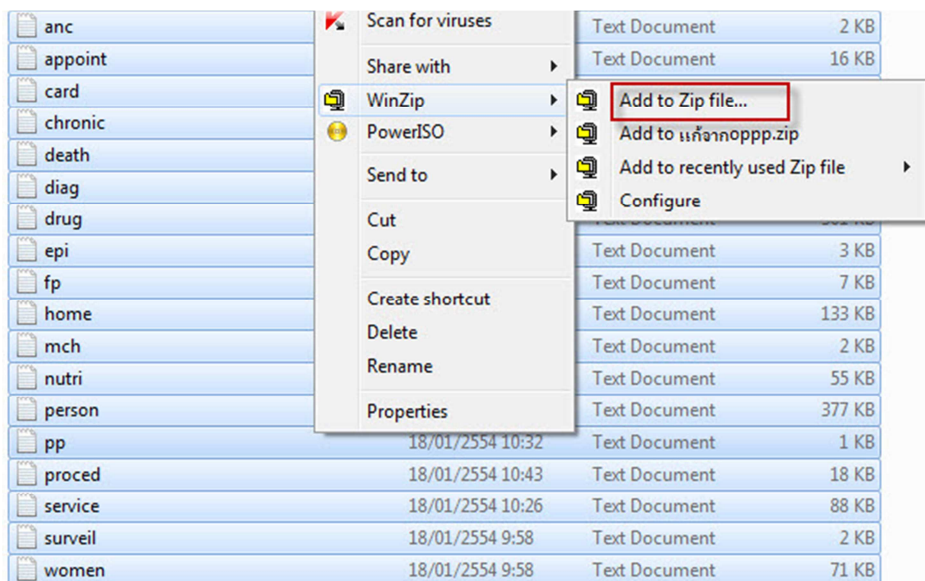 anc Text Document 2 KB
appoint Text Document 16 KB
card
chronic
death
diag
drug
epi Text Document 3 KB
fp Text Document 7 KB
home Text Document 133 KB
mch Text Document 2 KB
nutri Text Document 55 KB
person Text Document 377 KB
pp 18/01/2554 10:32 Text Document 1 KB
proced 18/01/2554 10:43 Text Document 18 KB
service 18/01/2554 10:26 Text Document 88 KB
surveil 18/01/2554 9:58 Text Document 2 KB
women 18/01/2554 9:58 Text Document 71 KB
Scan for viruses
Share with
WinZip
PowerISO
Send to
Cut
Copy
Create shortcut
Delete
Rename
Properties
Add to Zip file...
Add to แก้จากoppp.zip
Add to recently used Zip file
Configure